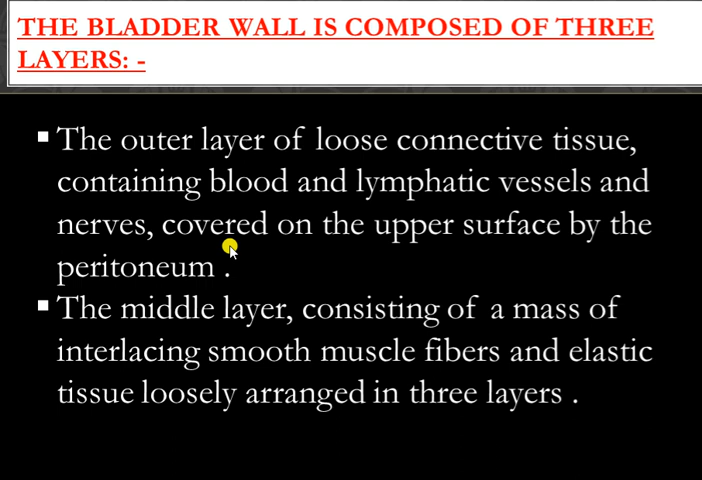 THE BLADDER WALL IS COMPOSED OF THREE
LAYERS: -
▪ The outer layer of loose connective tissue,
containing blood and lymphatic vessels and
nerves, covered on the upper surface by the
peritoneum .
▪ The middle layer, consisting of a mass of
interlacing smooth muscle fibers and elastic
tissue loosely arranged in three layers .